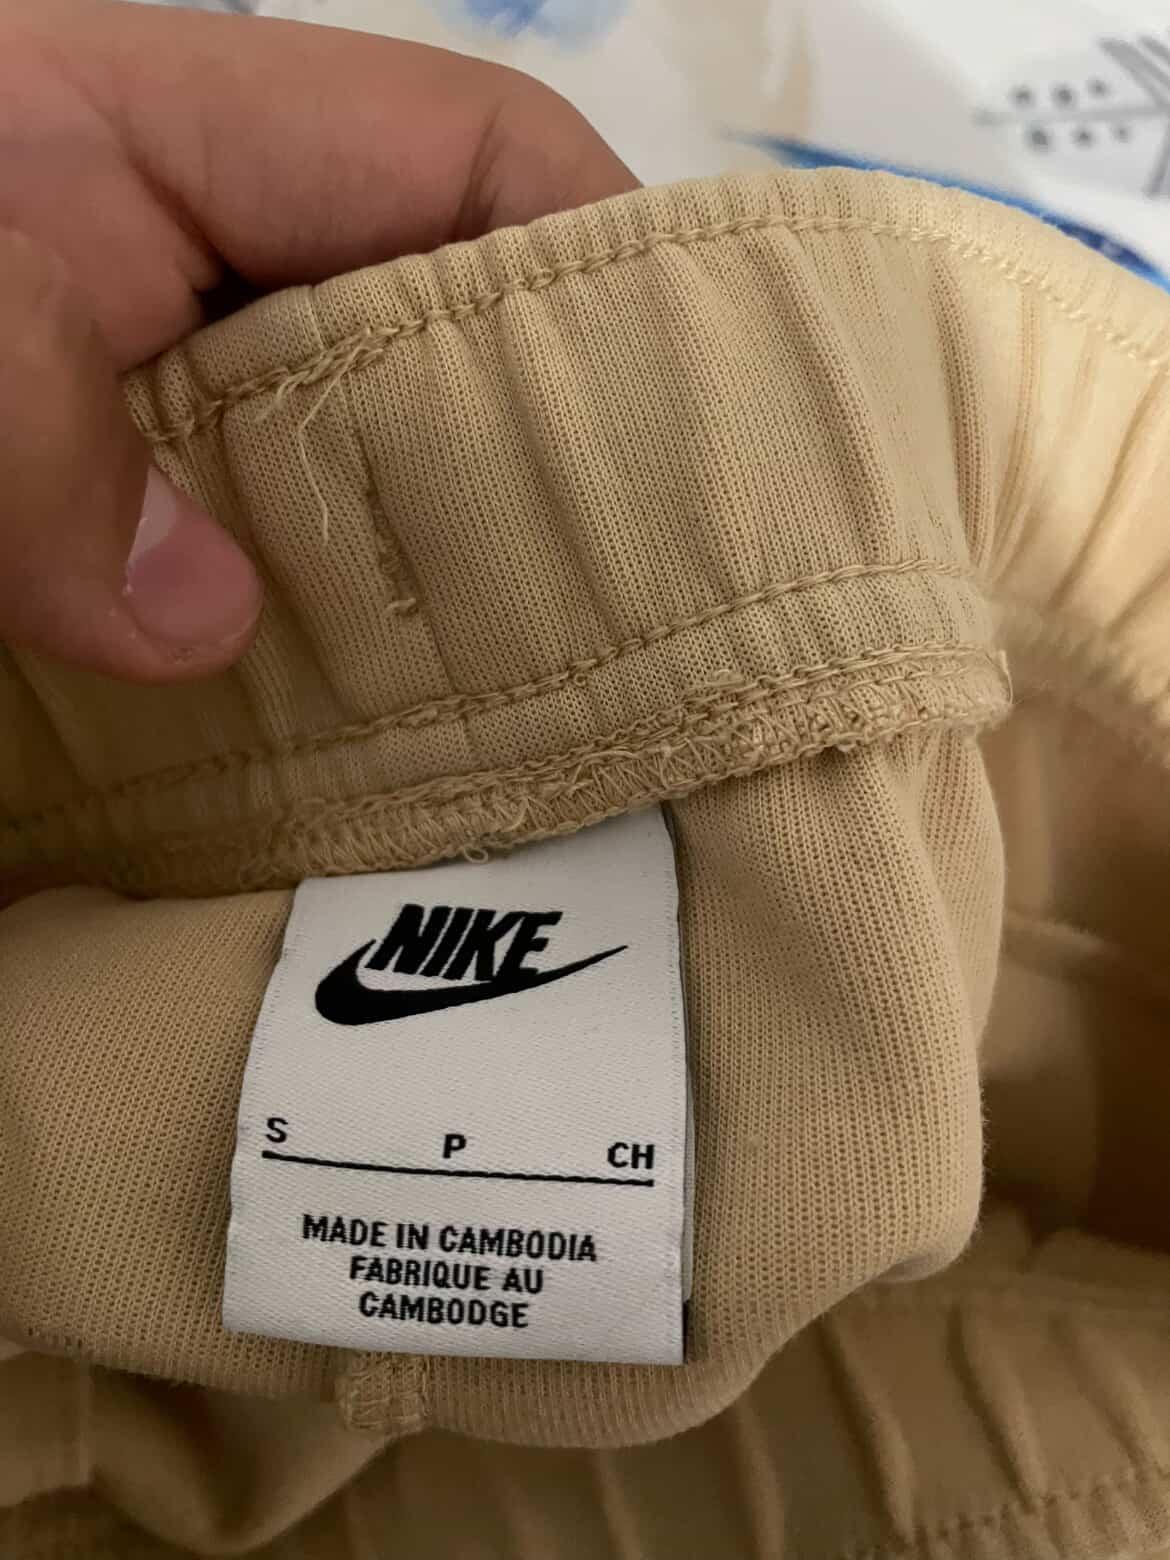 NIKE
S P CH
MADE IN CAMBODIA
FABRIQUE AU
CAMBODGE